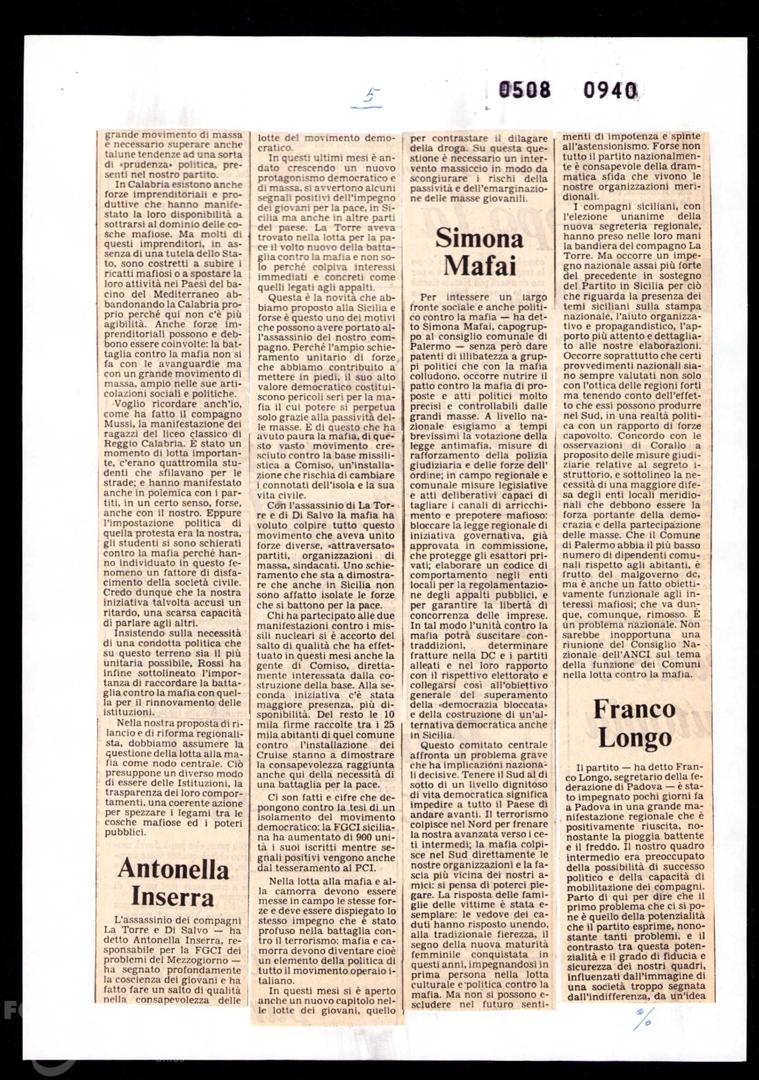 5
0508 0940
grande movimento di massa
è necessario superare anche
talune tendenze ad una sorta
di «prudenza» politica, pre-
senti nel nostro partito.
In Calabria esistono anche
forze imprenditoriali e pro-
duttive che hanno manife-
stato la loro disponibilità a
sottrarsi al dominio delle co-
sche mafiose. Ma molti di
questi imprenditori, in as-
senza di una tutela dello Sta-
to, sono costretti a subire i
ricatti mafiosi o a spostare la
loro attività nei Paesi del ba-
cino del Mediterraneo ab-
bandonando la Calabria pro-
prio perché qui non c'è più
agibilità. Anche forze im-
prenditoriali possono e deb-
bono essere coinvolte: la bat-
taglia contro la mafia non si
fa con le avanguardie ma
con un grande movimento di
massa, ampio nelle sue arti-
colazioni sociali e politiche.
Voglio ricordare anch'io,
come ha fatto il compagno
Mussi, la manifestazione dei
ragazzi del liceo classico di
Reggio Calabria. È stato un
momento di lotta importan-
te, c'erano quattromila stu-
denti che sfilavano per le
strade; e hanno manifestato
anche in polemica con i par-
titi, in un certo senso, forse,
anche con il nostro. Eppure
l'impostazione politica di
quella protesta era la nostra,
gli studenti si sono schierati
contro la mafia perché han-
no individuato in questo fe-
nomeno un fattore di disfa-
cimento della società civile.
Credo dunque che la nostra
iniziativa talvolta accusi un
ritardo, una scarsa capacità
di parlare agli altri.
Insistendo sulla necessità
di una condotta politica che
su questo terreno sia il più
unitaria possibile, Rossi ha
infine sottolineato l'impor-
tanza di raccordare la batta-
glia contro la mafia con quel-
la per il rinnovamento delle
istituzioni.
Nella nostra proposta di ri-
lancio e di riforma regionali-
sta, dobbiamo assumere la
questione della lotta alla ma-
fia come nodo centrale. Ciò
presuppone un diverso modo
di essere delle Istituzioni, la
trasparenza dei loro compor-
tamenti, una coerente azione
per spezzare i legami tra le
cosche mafiose ed i poteri
pubblici.
Antonella
Inserra
L'assassinio dei compagni
La Torre e Di Salvo — ha
detto Antonella Inserra, re-
sponsabile per la FGCI dei
problemi del Mezzogiorno —
ha segnato profondamente
la coscienza dei giovani e ha
fatto fare un salto di qualità
nella consapevolezza delle
lotte del movimento demo-
cratico.
In questi ultimi mesi è an-
dato crescendo un nuovo
protagonismo democratico e
di massa, si avvertono alcuni
segnali positivi dell'impegno
dei giovani per la pace, in Si-
cilia ma anche in altre parti
del paese. La Torre aveva
trovato nella lotta per la pa-
ce il volto nuovo della batta-
glia contro la mafia e non so-
lo perché colpiva interessi
immediati e concreti come
quelli legati agli appalti.
Questa è la novità che ab-
biamo proposto alla Sicilia e
forse è questo uno dei motivi
che possono avere portato al-
l'assassinio del nostro com-
pagno. Perché l'ampio schie-
ramento unitario di forze,
che abbiamo contribuito a
mettere in piedi, il suo alto
valore democratico costitui-
scono pericoli seri per la ma-
fia il cui potere si perpetua
solo grazie alla passività del-
le masse. È di questo che ha
avuto paura la mafia, di que-
sto vasto movimento cre-
sciuto contro la base missili-
stica a Comiso, un'installa-
zione che rischia di cambiare
i connotati dell'isola e la sua
vita civile.
Con l'assassinio di La Tor-
re e di Di Salvo la mafia ha
voluto colpire tutto questo
movimento che aveva unito
forze diverse, «attraversato»
partiti, organizzazioni di
massa, sindacati. Uno schie-
ramento che sta a dimostra-
re che anche in Sicilia non
sono affatto isolate le forze
che si battono per la pace.
Chi ha partecipato alle due
manifestazioni contro i mis-
sili nucleari si è accorto del
salto di qualità che ha effet-
tuato in questi mesi anche la
gente di Comiso, diretta-
mente interessata dalla co-
struzione della base. Alla se-
conda iniziativa c'è stata
maggiore presenza, più di-
sponibilità. Del resto le 10
mila firme raccolte tra i 25
mila abitanti di quel comune
contro l'installazione dei
Cruise stanno a dimostrare
la consapevolezza raggiunta
anche qui della necessità di
una battaglia per la pace.
Ci son fatti e cifre che de-
pongono contro la tesi di un
isolamento del movimento
democratico: la FGCI sicilia-
na ha aumentato di 900 uni-
tà i suoi iscritti mentre se-
gnali positivi vengono anche
dal tesseramento al PCI.
Nella lotta alla mafia e al-
la camorra devono essere
messe in campo le stesse for-
ze e deve essere dispiegato lo
stesso impegno che è stato
profuso nella battaglia con-
tro il terrorismo: mafia e ca-
morra devono diventare cioè
un elemento della politica di
tutto il movimento operaio i-
taliano.
In questi mesi si è aperto
anche un nuovo capitolo nel-
le lotte dei giovani, quello
per contrastare il dilagare
della droga. Su questa que-
stione è necessario un inter-
vento massiccio in modo da
scongiurare i rischi della
passività e dell'emarginazio-
ne delle masse giovanili.
Simona
Mafai
Per intessere un largo
fronte sociale e anche politi-
co contro la mafia — ha det-
to Simona Mafai, capogrup-
po al consiglio comunale di
Palermo — senza però dare
patenti di illibatezza a grup-
pi politici che con la mafia
colludono, occorre nutrire il
patto contro la mafia di pro-
poste e atti politici molto
precisi e controllabili dalle
grandi masse. A livello na-
zionale esigiamo a tempi
brevissimi la votazione della
legge antimafia, misure di
rafforzamento della polizia
giudiziaria e delle forze dell'
ordine; in campo regionale e
comunale misure legislative
e atti deliberativi capaci di
tagliare i canali di arricchi-
mento e prepotere mafioso:
bloccare la legge regionale di
iniziativa governativa, già
approvata in commissione,
che protegge gli esattori pri-
vati; elaborare un codice di
comportamento negli enti
locali per la regolamentazio-
ne degli appalti pubblici, e
per garantire la libertà di
concorrenza delle imprese.
In tal modo l'unità contro la
mafia potrà suscitare con-
traddizioni, determinare
fratture nella DC e i partiti
alleati e nel loro rapporto
con il rispettivo elettorato e
collegarsi così all'obiettivo
generale del superamento
della «democrazia bloccata»
e della costruzione di un'al-
ternativa democratica anche
in Sicilia.
Questo comitato centrale
affronta un problema grave
che ha implicazioni naziona-
li decisive. Tenere il Sud al di
sotto di un livello dignitoso
di vita democratica significa
impedire a tutto il Paese di
andare avanti. Il terrorismo
colpisce nel Nord per frenare
la nostra avanzata verso i ce-
ti intermedi; la mafia colpi-
sce nel Sud direttamente le
nostre organizzazioni e la fa-
scia più vicina dei nostri a-
mici: si pensa di poterci pie-
gare. La risposta delle fami-
glie delle vittime è stata e-
semplare: le vedove dei ca-
duti hanno risposto unendo,
alla tradizionale fierezza, il
segno della nuova maturità
femminile conquistata in
questi anni, impegnandosi in
prima persona nella lotta
culturale e politica contro la
mafia. Ma non si possono e-
scludere nel futuro senti-
menti di impotenza e spinte
all'astensionismo. Forse non
tutto il partito nazionalmen-
te è consapevole della dram-
matica sfida che vivono le
nostre organizzazioni meri-
dionali.
I compagni siciliani, con
l'elezione unanime della
nuova segreteria regionale,
hanno preso nelle loro mani
la bandiera del compagno La
Torre. Ma occorre un impe-
gno nazionale assai più forte
del precedente in sostegno
del Partito in Sicilia per ciò
che riguarda la presenza dei
temi siciliani sulla stampa
nazionale, l'aiuto organizza-
tivo e propagandistico, l'ap-
porto più attento e dettaglia-
to alle nostre elaborazioni.
Occorre soprattutto che certi
provvedimenti nazionali sia-
no sempre valutati non solo
con l'ottica delle regioni forti
ma tenendo conto dell'effet-
to che essi possono produrre
nel Sud, in una realtà politi-
ca con un rapporto di forze
capovolto. Concordo con le
osservazioni di Corallo a
proposito delle misure giudi-
ziarie relative al segreto i-
struttorio, e sottolineo la ne-
cessità di una maggiore dife-
sa degli enti locali meridio-
nali che debbono essere la
forza portante della demo-
crazia e della partecipazione
delle masse. Che il Comune
di Palermo abbia il più basso
numero di dipendenti comu-
nali rispetto agli abitanti, è
frutto del malgoverno dc,
ma è anche un fatto obietti-
vamente funzionale agli in-
teressi mafiosi; che va dun-
que, comunque, rimosso. È
un problema nazionale. Non
sarebbe inopportuna una
riunione del Consiglio Na-
zionale dell'ANCI sul tema
della funzione dei Comuni
nella lotta contro la mafia.
Franco
Longo
Il partito — ha detto Fran-
co Longo, segretario della fe-
derazione di Padova — è sta-
to impegnato pochi giorni fa
a Padova in una grande ma-
nifestazione regionale che è
positivamente riuscita, no-
nostante la pioggia battente
e il freddo. Il nostro quadro
intermedio era preoccupato
della possibilità di successo
politico e della capacità di
mobilitazione dei compagni.
Parto di qui per dire che il
primo problema che ci si po-
ne è quello della potenzialità
che il partito esprime, nono-
stante tanti problemi, e il
contrasto tra questa poten-
zialità e il grado di fiducia e
sicurezza dei nostri quadri,
influenzati dall'immagine di
una società troppo segnata
dall'indifferenza, da un'idea
%